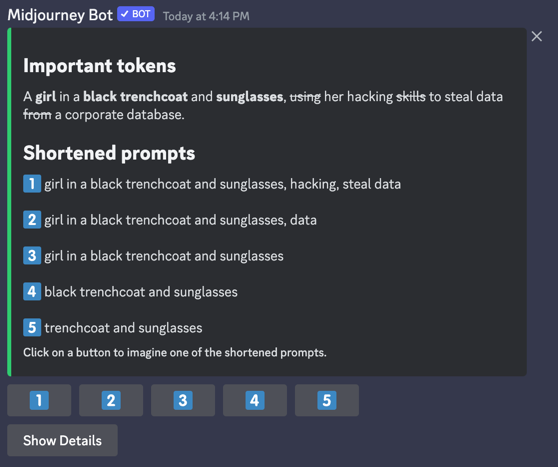 Midjourney Bot ✓ BOT Today at 4:14 PM
Important tokens
A girl in a black trenchcoat and sunglasses, using her hacking skills to steal data
from a corporate database.
Shortened prompts
1 girl in a black trenchcoat and sunglasses, hacking, steal data
2 girl in a black trenchcoat and sunglasses, data
3 girl in a black trenchcoat and sunglasses
4 black trenchcoat and sunglasses
5 trenchcoat and sunglasses
Click on a button to imagine one of the shortened prompts.
1 2 3 4 5
Show Details